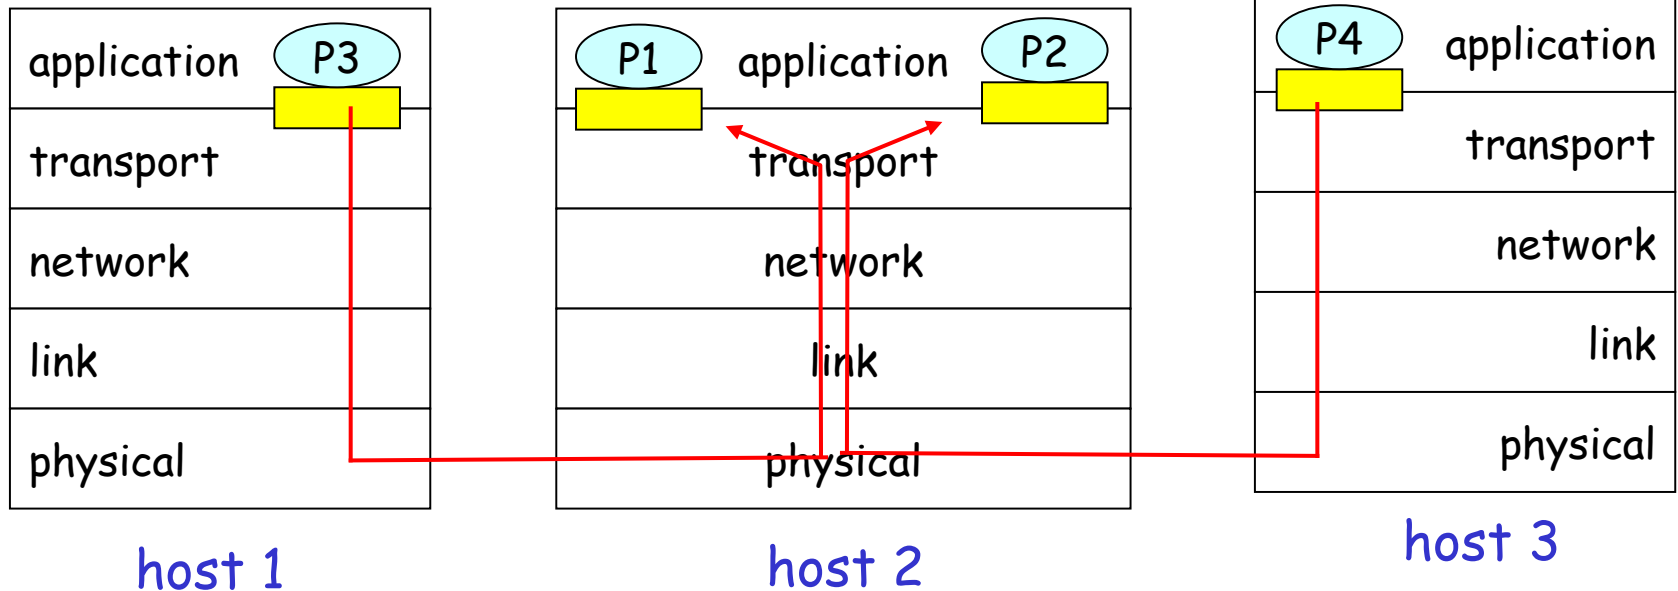 application
P3
transport
network
link
physical
host 1
P1
application
P2
transport
network
link
physical
host 2
P4
application
transport
network
link
physical
host 3